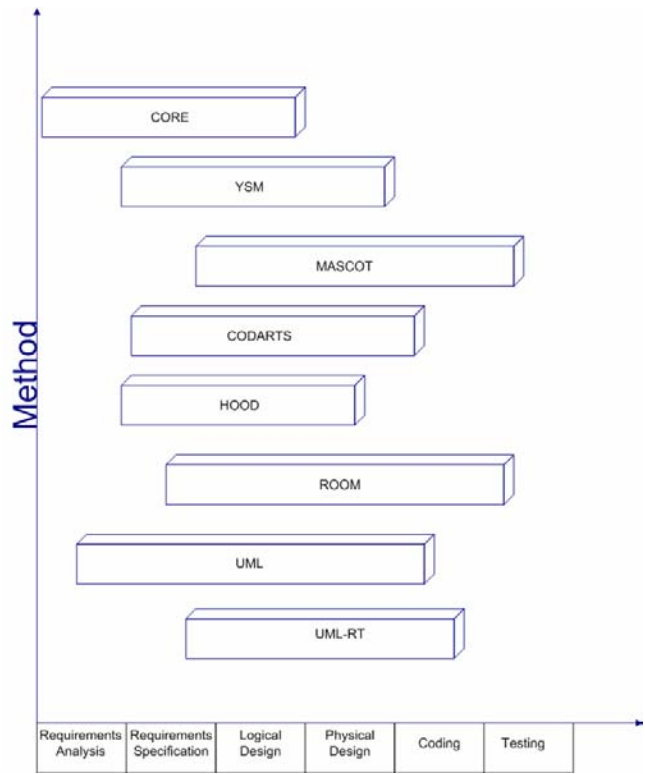 CORE
YSM
MASCOT
CODARTS
HOOD
ROOM
UML
UML-RT
Method
Requirements
Analysis
Requirements
Specification
Logical
Design
Physical
Design
Coding
Testing